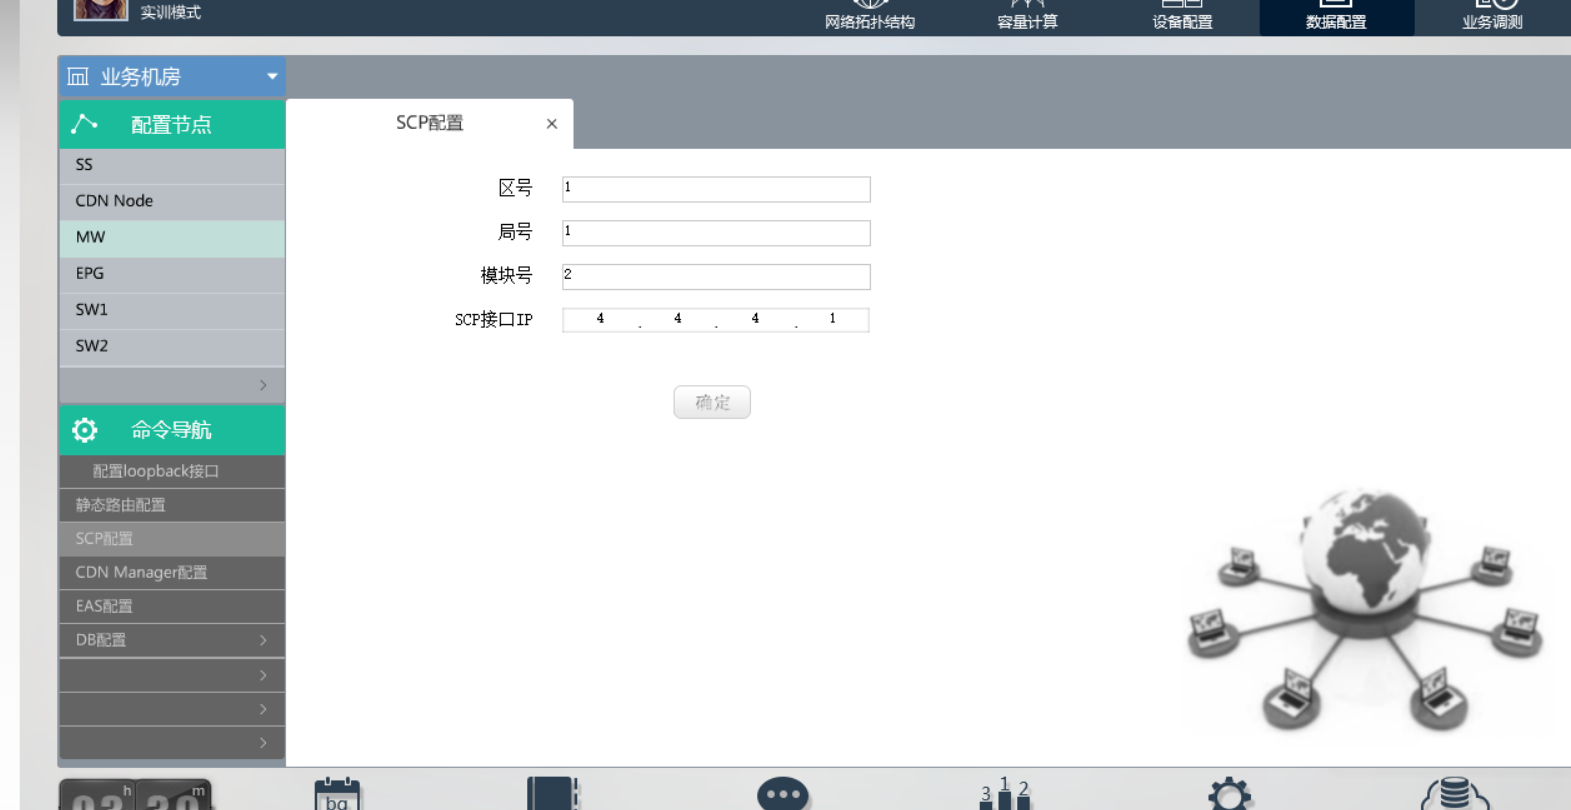 实训模式
网络拓扑结构
容量计算
设备配置
数据配置
业务调测
业务机房
配置节点
SS
CDN Node
MW
EPG
SW1
SW2
命令导航
配置loopback接口
静态路由配置
SCP配置
CDN Manager配置
EAS配置
DB配置
SCP配置 ×
区号 1
局号 1
模块号 2
SCP接口IP 4 . 4 . 4 . 1
确定
h
m
bg
3 1 2